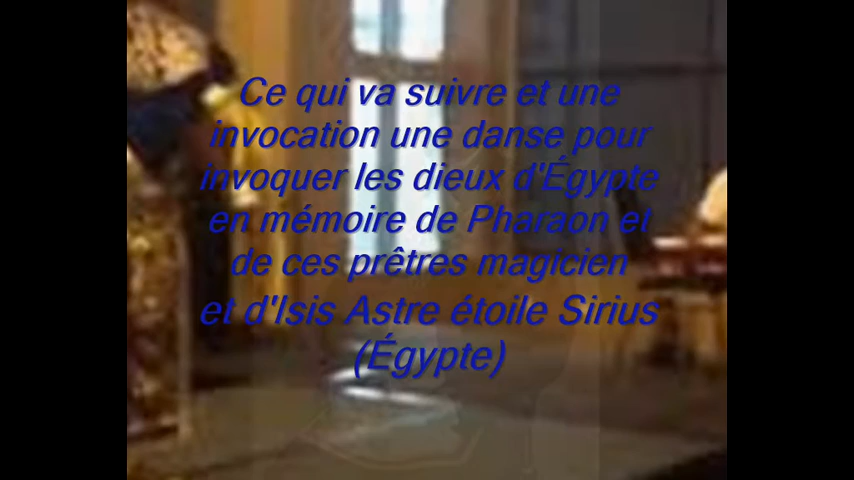 Ce qui va suivre et une
invocation une danse pour
invoquer les dieux d'Égypte
en mémoire de Pharaon et
de ces prêtres magicien
et d'Isis Astre étoile Sirius
(Égypte)